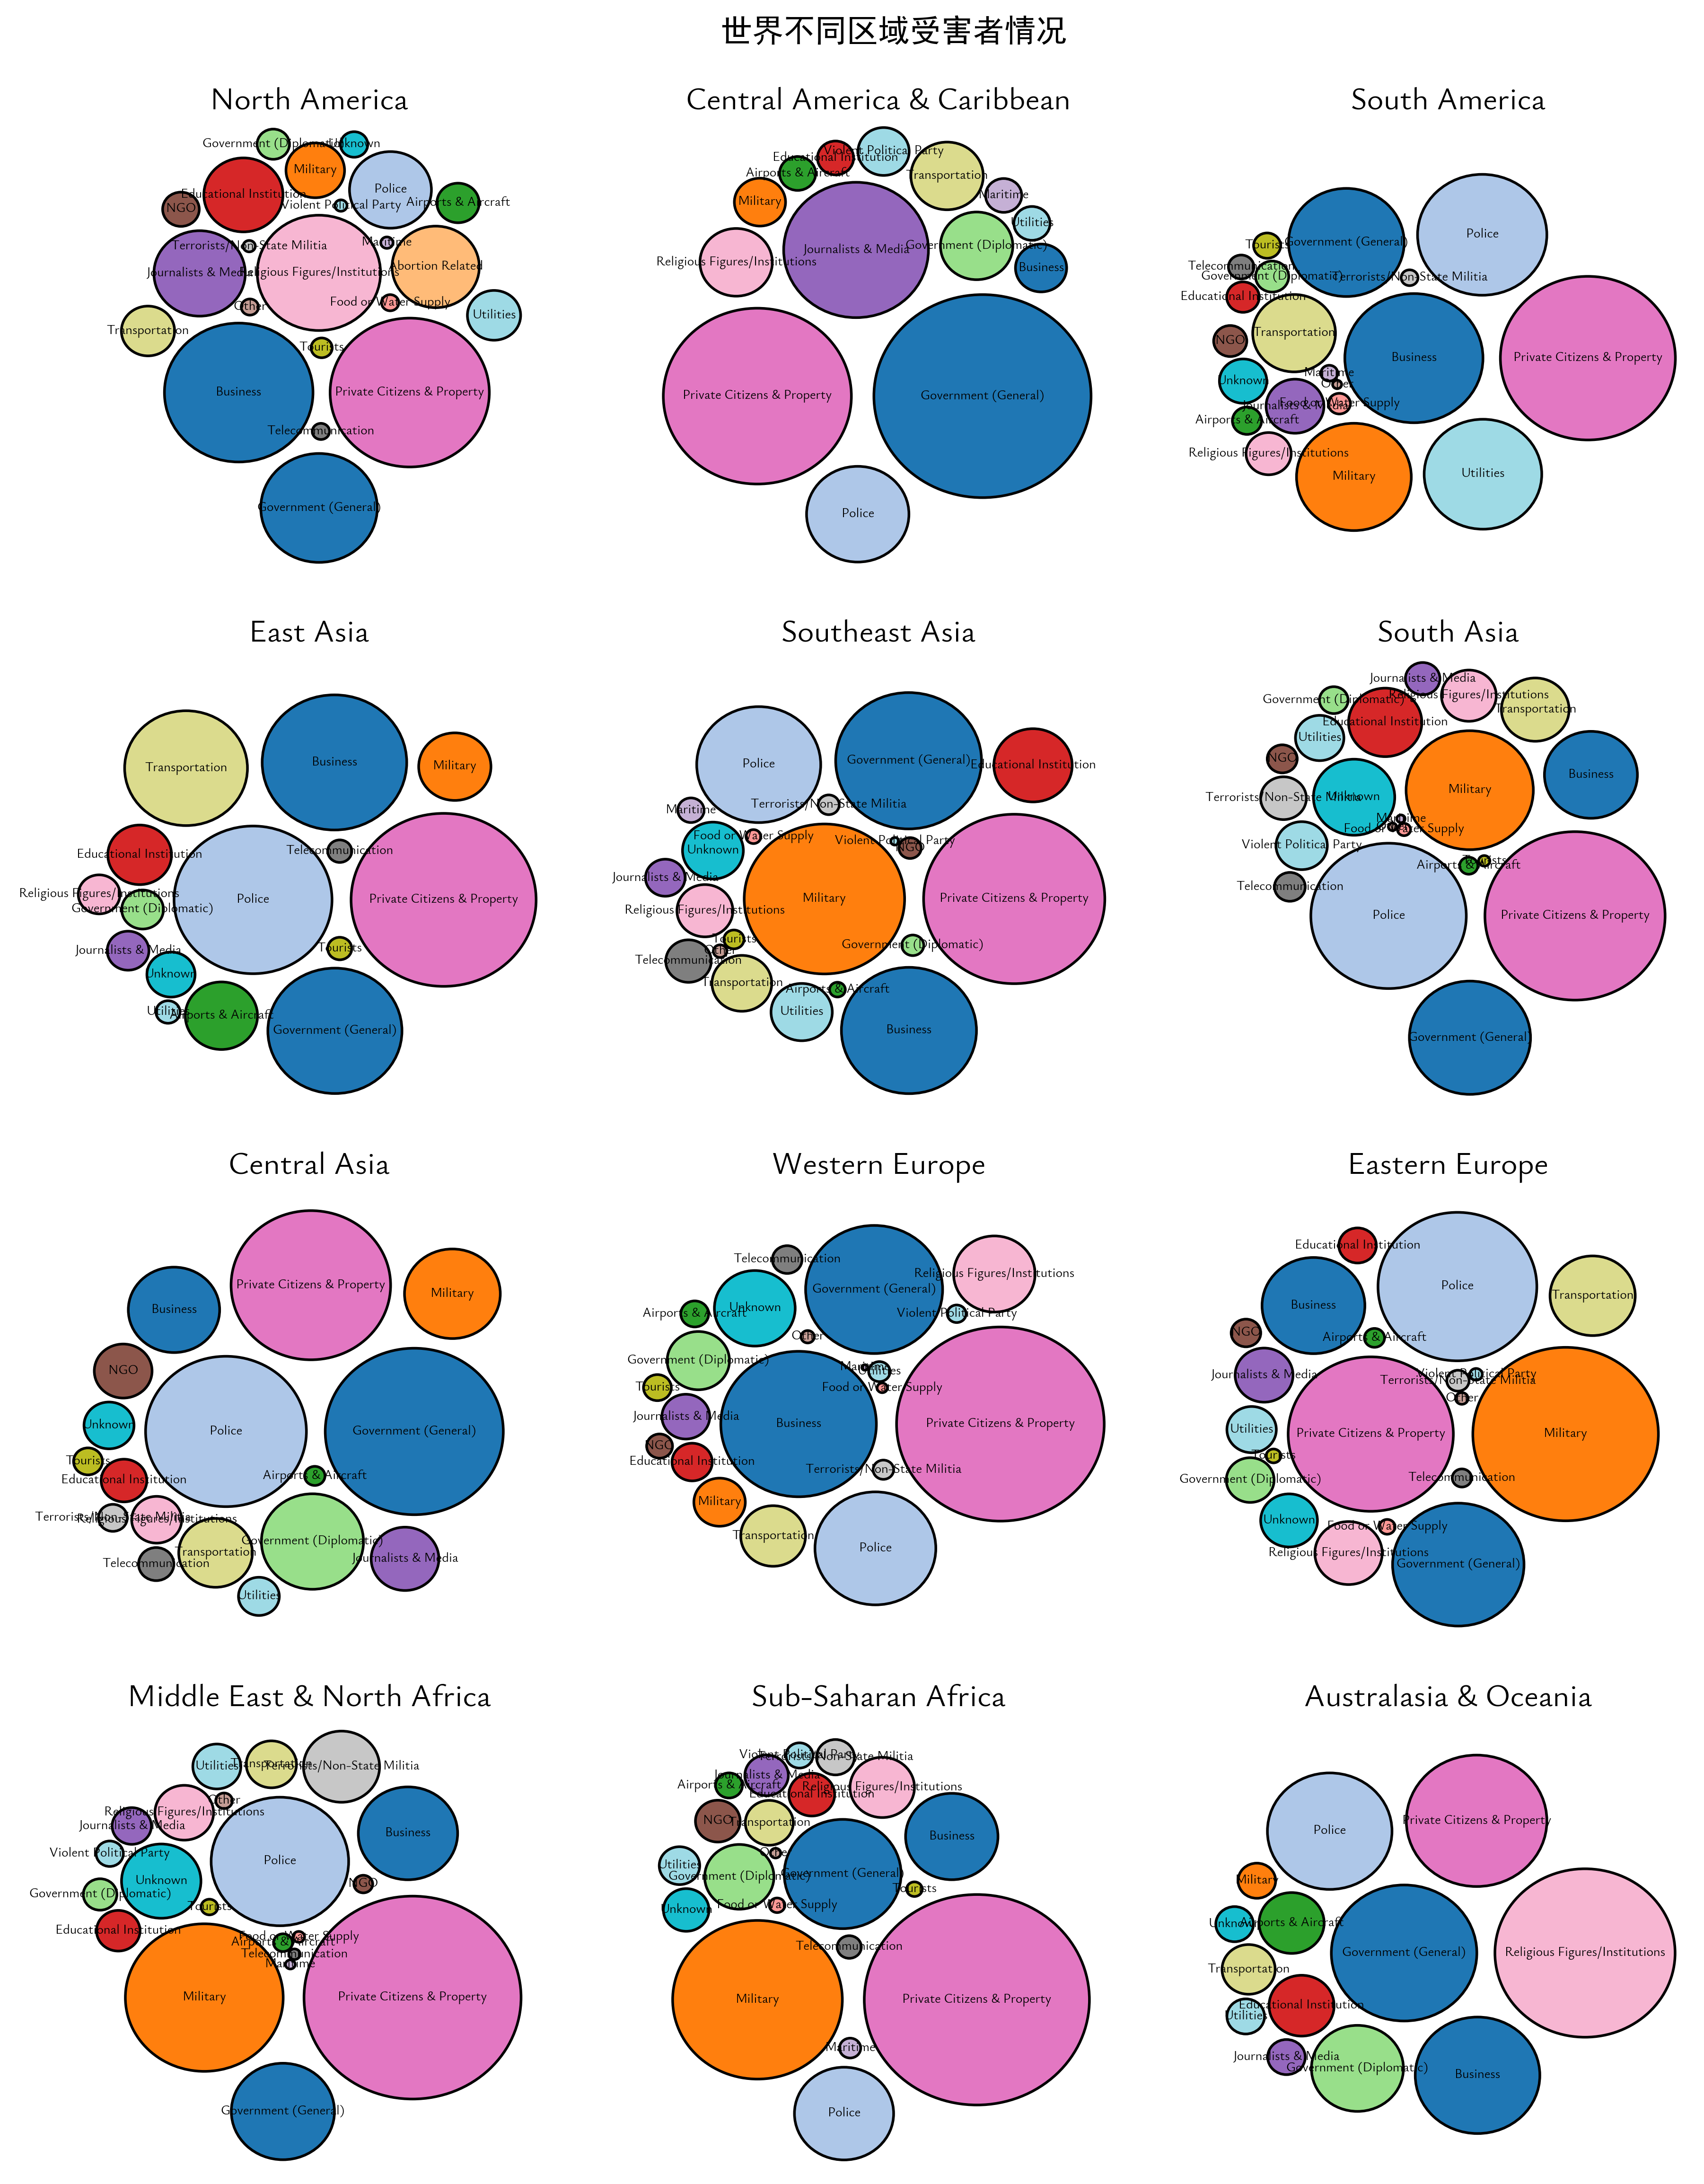 世界不同区域受害者情况
North America
Government (Diplomatic)
Unknown
Military
Police
Educational Institution
Violent Political Party
Airports & Aircraft
NGO
Terrorists/Non-State Militia
Maritime
Journalists & Media
Religious Figures/Institutions
Abortion Related
Other
Food or Water Supply
Utilities
Transportation
Tourists
Business
Private Citizens & Property
Telecommunication
Government (General)
Central America & Caribbean
Violent Political Party
Educational Institution
Airports & Aircraft
Transportation
Maritime
Military
Utilities
Journalists & Media
Government (Diplomatic)
Religious Figures/Institutions
Business
Private Citizens & Property
Government (General)
Police
South America
Police
Government (General)
Tourists
Telecommunication
Government (Diplomatic)
Terrorists/Non-State Militia
Educational Institution
Transportation
NGO
Business
Private Citizens & Property
Maritime
Unknown
Other
Food or Water Supply
Journalists & Media
Airports & Aircraft
Religious Figures/Institutions
Military
Utilities
East Asia
Business
Transportation
Military
Educational Institution
Telecommunication
Religious Figures/Institutions
Government (Diplomatic)
Police
Private Citizens & Property
Journalists & Media
Tourists
Unknown
Utilities
Airports & Aircraft
Government (General)
Southeast Asia
Government (General)
Police
Educational Institution
Terrorists/Non-State Militia
Maritime
Food or Water Supply
Violent Political Party
Unknown
NGO
Journalists & Media
Military
Private Citizens & Property
Religious Figures/Institutions
Tourists
Government (Diplomatic)
Other
Telecommunication
Transportation
Airports & Aircraft
Utilities
Business
South Asia
Journalists & Media
Religious Figures/Institutions
Government (Diplomatic)
Transportation
Educational Institution
Utilities
NGO
Business
Military
Terrorists/Non-State Militia
Unknown
Maritime
Food or Water Supply
Violent Political Party
Tourists
Airports & Aircraft
Telecommunication
Police
Private Citizens & Property
Government (General)
Central Asia
Private Citizens & Property
Military
Business
NGO
Unknown
Police
Government (General)
Tourists
Airports & Aircraft
Educational Institution
Terrorists/Non-State Militia
Religious Figures/Institutions
Government (Diplomatic)
Transportation
Journalists & Media
Telecommunication
Utilities
Western Europe
Telecommunication
Religious Figures/Institutions
Government (General)
Unknown
Airports & Aircraft
Violent Political Party
Other
Government (Diplomatic)
Maritime
Utilities
Tourists
Food or Water Supply
Journalists & Media
Business
Private Citizens & Property
NGO
Educational Institution
Terrorists/Non-State Militia
Military
Transportation
Police
Eastern Europe
Educational Institution
Police
Transportation
Business
NGO
Airports & Aircraft
Journalists & Media
Violent Political Party
Terrorists/Non-State Militia
Other
Utilities
Private Citizens & Property
Military
Tourists
Government (Diplomatic)
Telecommunication
Unknown
Food or Water Supply
Religious Figures/Institutions
Government (General)
Middle East & North Africa
Utilities
Transportation
Terrorists/Non-State Militia
Other
Religious Figures/Institutions
Journalists & Media
Business
Violent Political Party
Police
Unknown
NGO
Government (Diplomatic)
Tourists
Educational Institution
Food or Water Supply
Airports & Aircraft
Telecommunication
Maritime
Military
Private Citizens & Property
Government (General)
Sub-Saharan Africa
Violent Political Party
Terrorists/Non-State Militia
Journalists & Media
Airports & Aircraft
Religious Figures/Institutions
Educational Institution
NGO
Transportation
Business
Other
Utilities
Government (Diplomatic)
Government (General)
Tourists
Food or Water Supply
Unknown
Telecommunication
Military
Private Citizens & Property
Maritime
Police
Australasia & Oceania
Private Citizens & Property
Police
Military
Unknown
Airports & Aircraft
Government (General)
Religious Figures/Institutions
Transportation
Educational Institution
Utilities
Journalists & Media
Government (Diplomatic)
Business